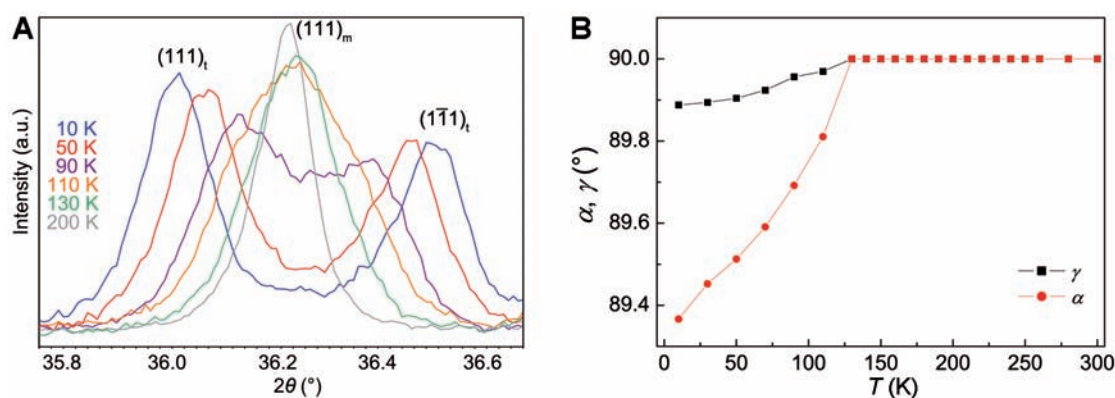 A
(111)t
(111)m
(11̅1)t
10 K
50 K
90 K
110 K
130 K
200 K
Intensity (a.u.)
35.8 36.0 36.2 36.4 36.6
2θ (°)
B
90.0
89.8
89.6
89.4
α, γ (°)
γ
α
0 50 100 150 200 250 300
T (K)